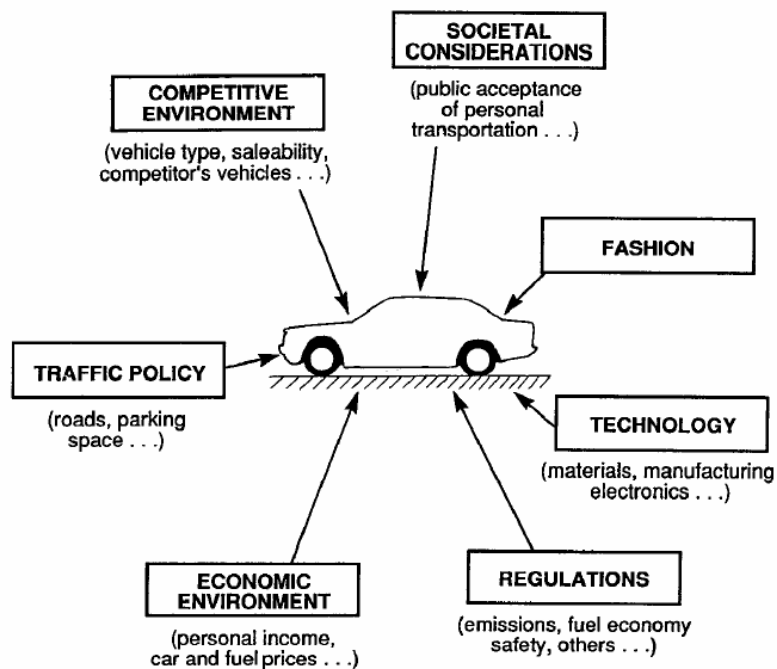 SOCIETAL
CONSIDERATIONS
(public acceptance
of personal
transportation . . .)
COMPETITIVE
ENVIRONMENT
(vehicle type, saleability,
competitor's vehicles . . .)
FASHION
TRAFFIC POLICY
(roads, parking
space . . .)
TECHNOLOGY
(materials, manufacturing
electronics . . .)
ECONOMIC
ENVIRONMENT
(personal income,
car and fuel prices . . .)
REGULATIONS
(emissions, fuel economy
safety, others . . .)